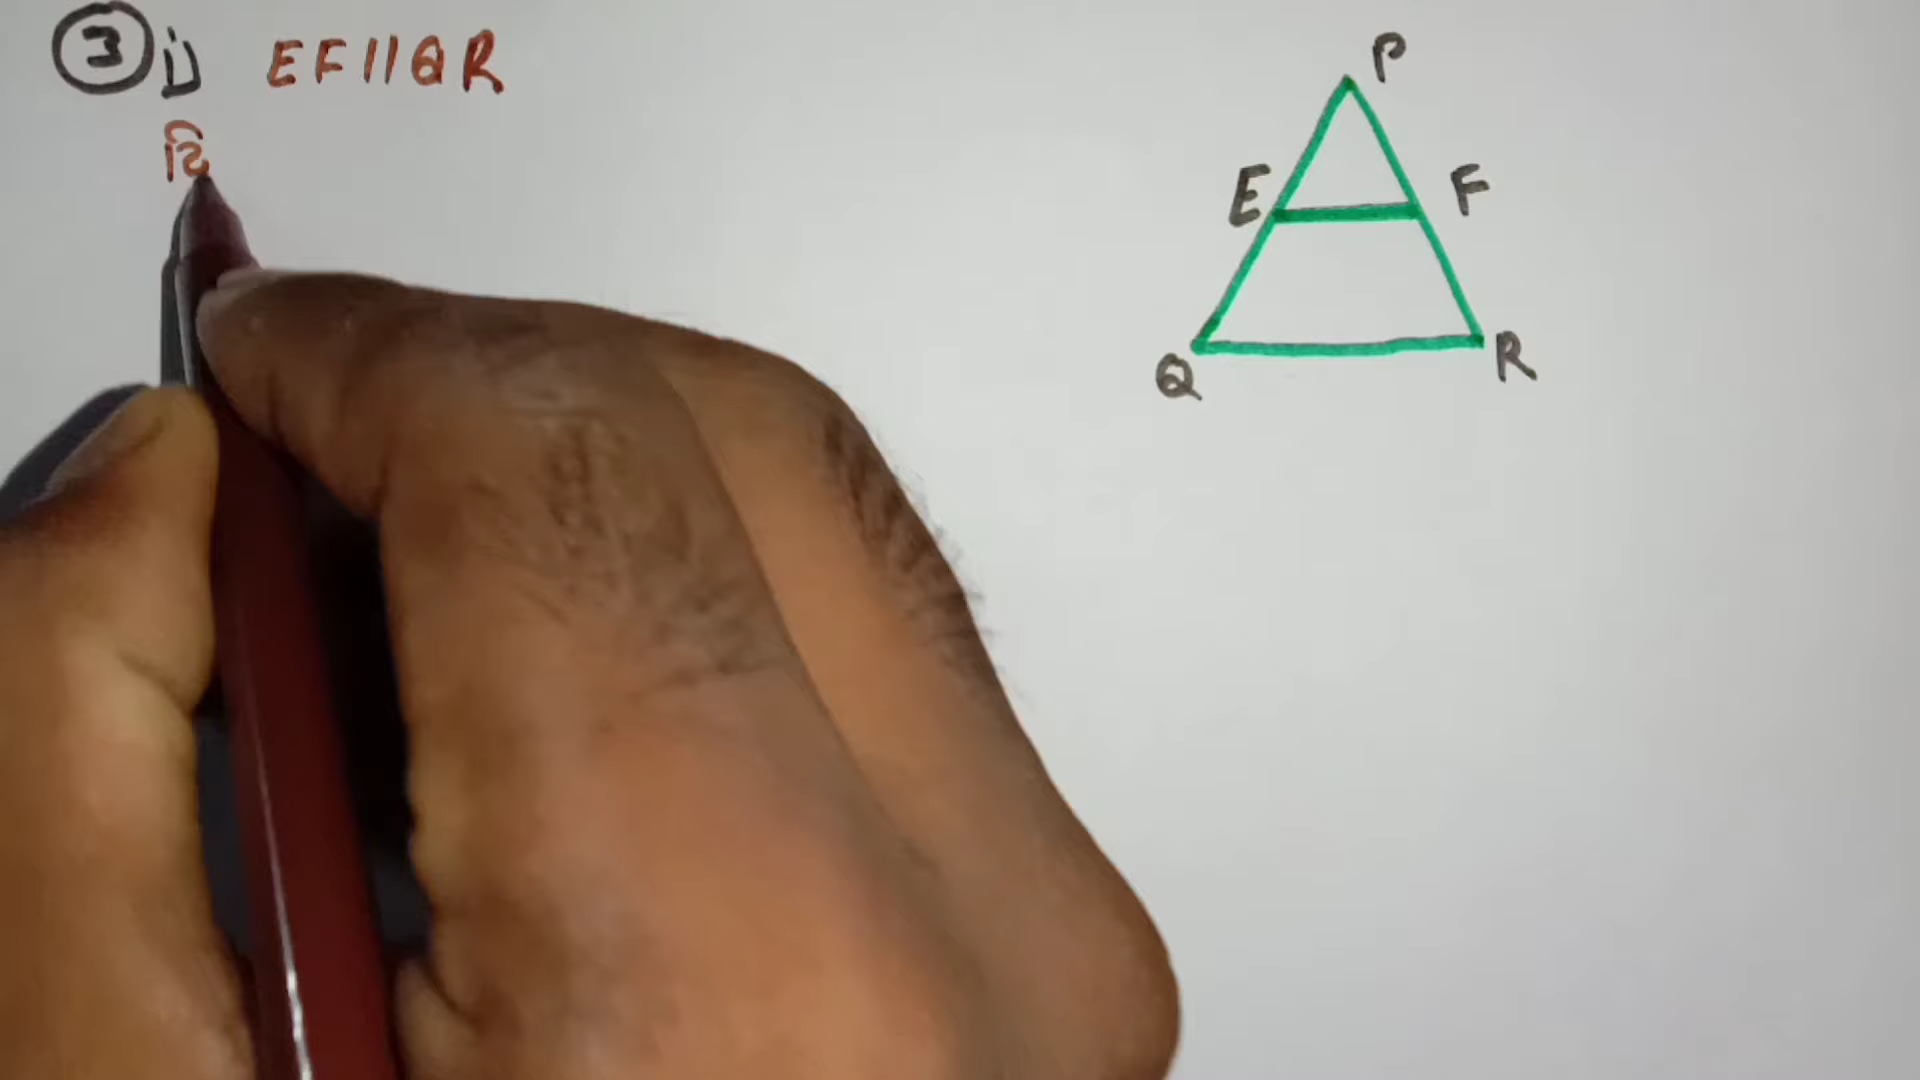 ③ i) EF||QR
P
E F
Q R